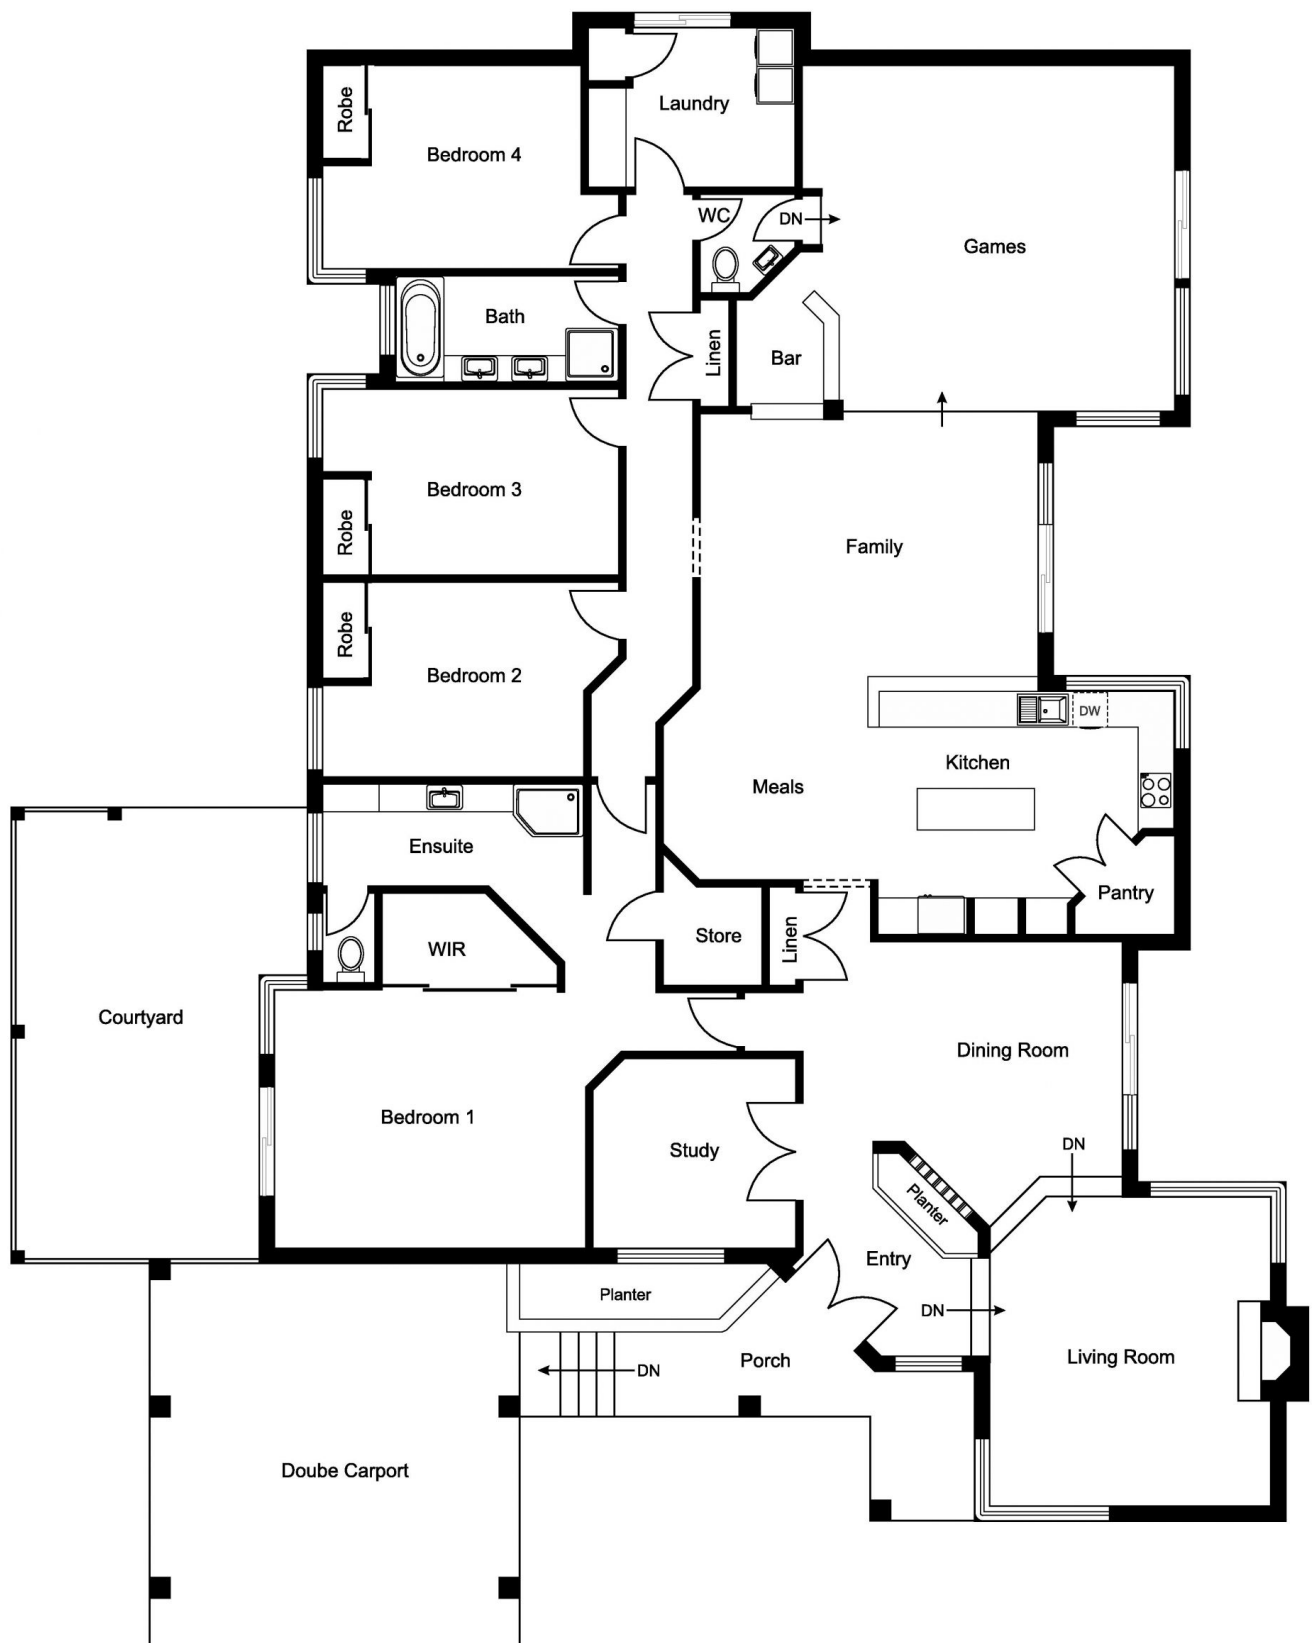 Robe
Bedroom 4
Laundry
WC
DN
Games
Bath
Linen
Bar
Robe
Bedroom 3
Family
Robe
Bedroom 2
DW
Kitchen
Meals
Ensuite
Pantry
WIR
Store
Linen
Courtyard
Dining Room
Bedroom 1
Study
DN
Planter
Entry
Planter
DN
Porch
DN
Living Room
Doube Carport